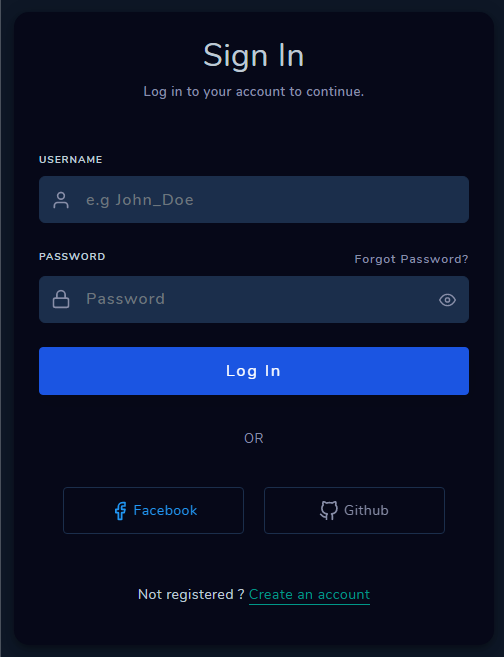 Sign In
Log in to your account to continue.
USERNAME
e.g John_Doe
PASSWORD
Forgot Password?
Password
Log In
OR
Facebook
Github
Not registered ? Create an account